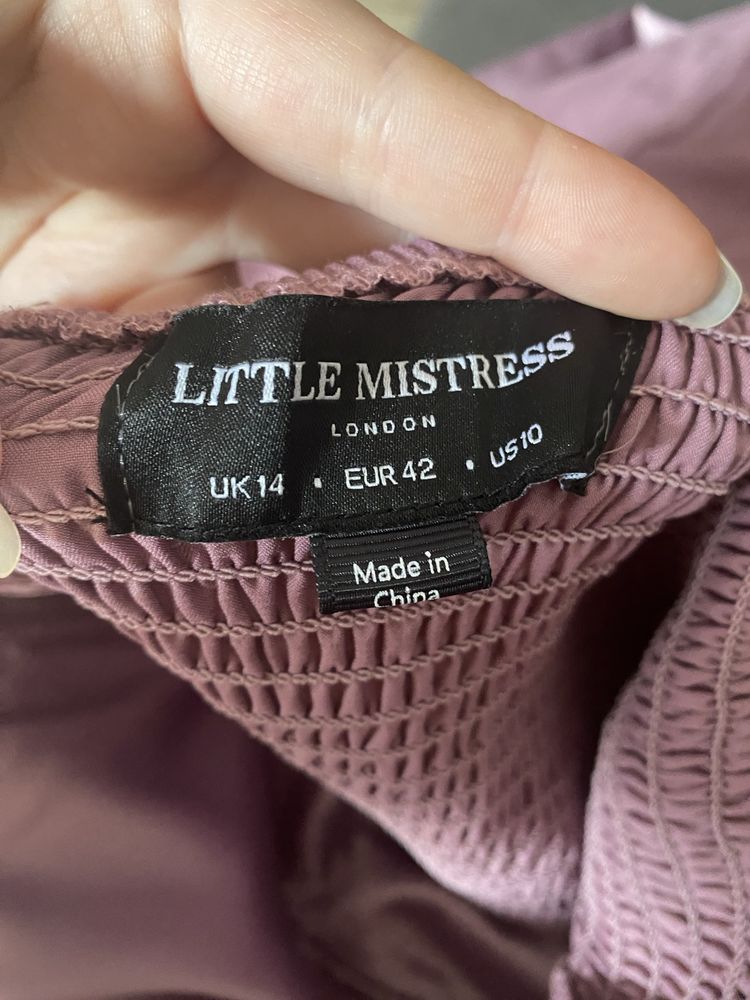 LITTLE MISTRESS
LONDON
UK 14 • EUR 42 • US 10
Made in
China